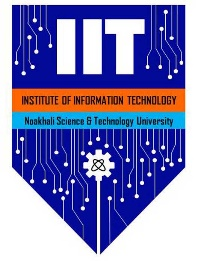 IIT
INSTITUTE OF INFORMATION TECHNOLOGY
Noakhali Science & Technology University